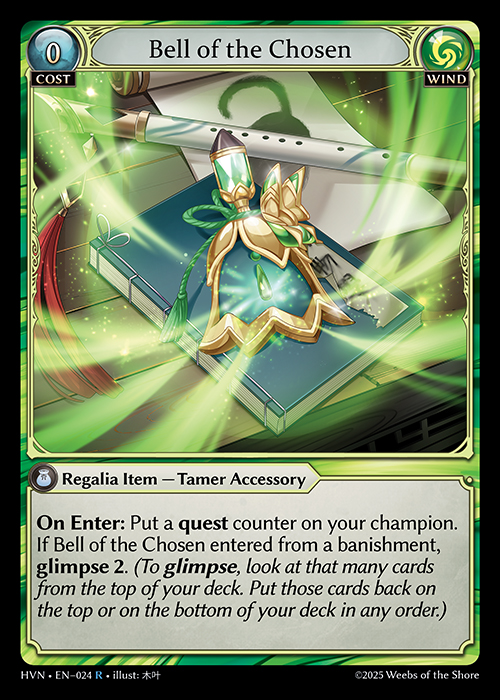 0
Bell of the Chosen
COST
WIND
Regalia Item — Tamer Accessory
On Enter: Put a quest counter on your champion.
If Bell of the Chosen entered from a banishment,
glimpse 2. (To glimpse, look at that many cards
from the top of your deck. Put those cards back on
the top or on the bottom of your deck in any order.)
HVN • EN-024 R • illust: 木叶
©2025 Weebs of the Shore